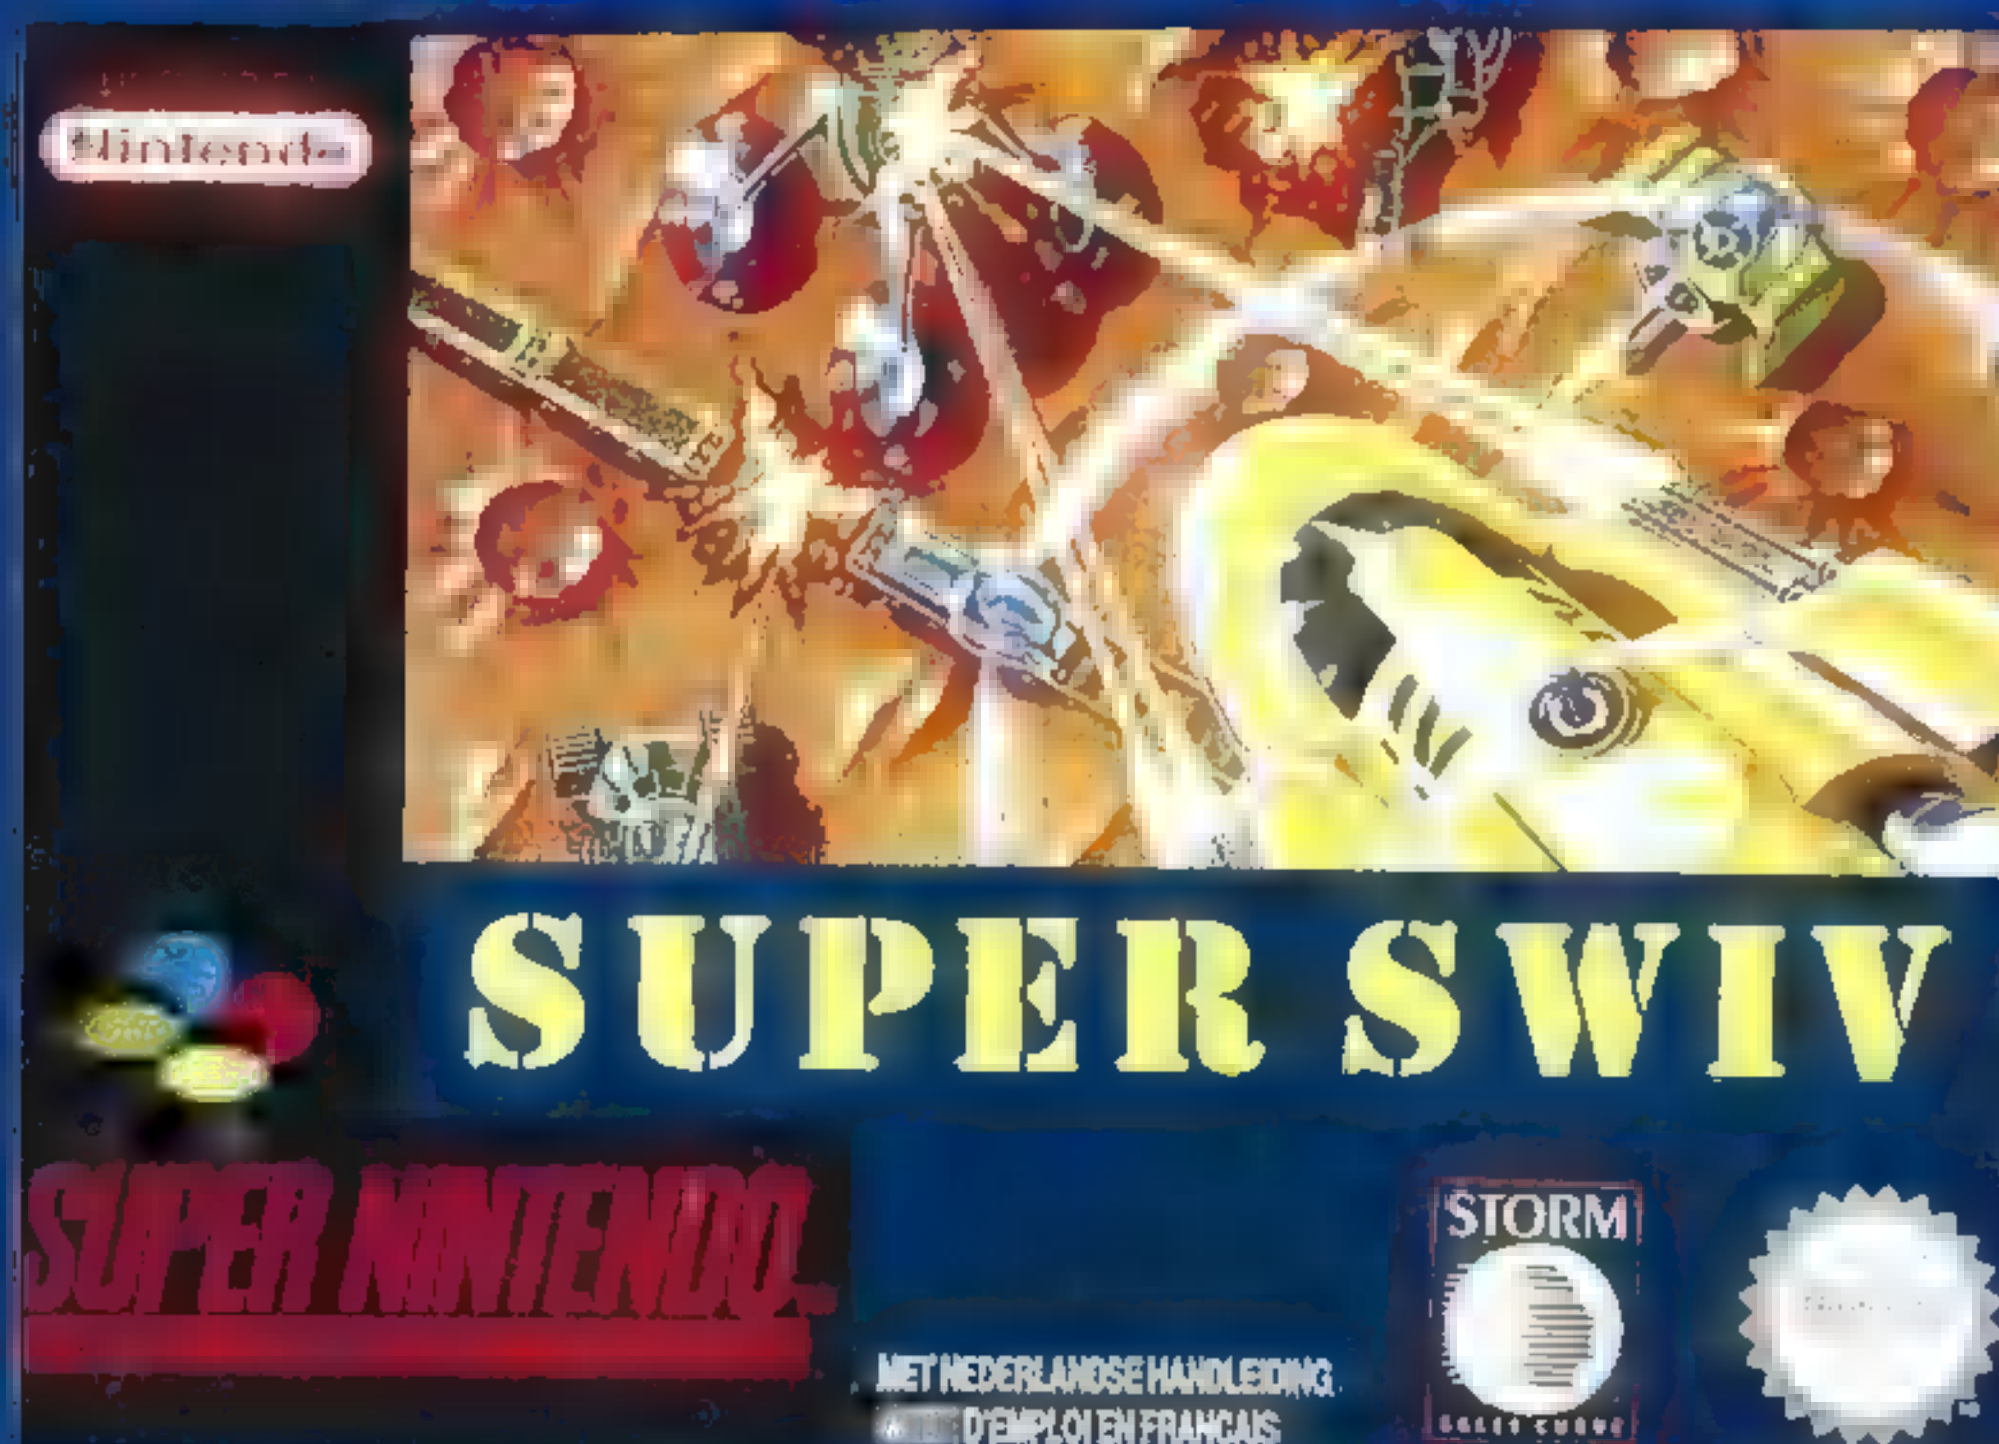 Nintendo
SUPER SWIV
SUPER NINTENDO
STORM
MET NEDERLANDSE HANDLEIDING
D'EMPLOI EN FRANCAIS